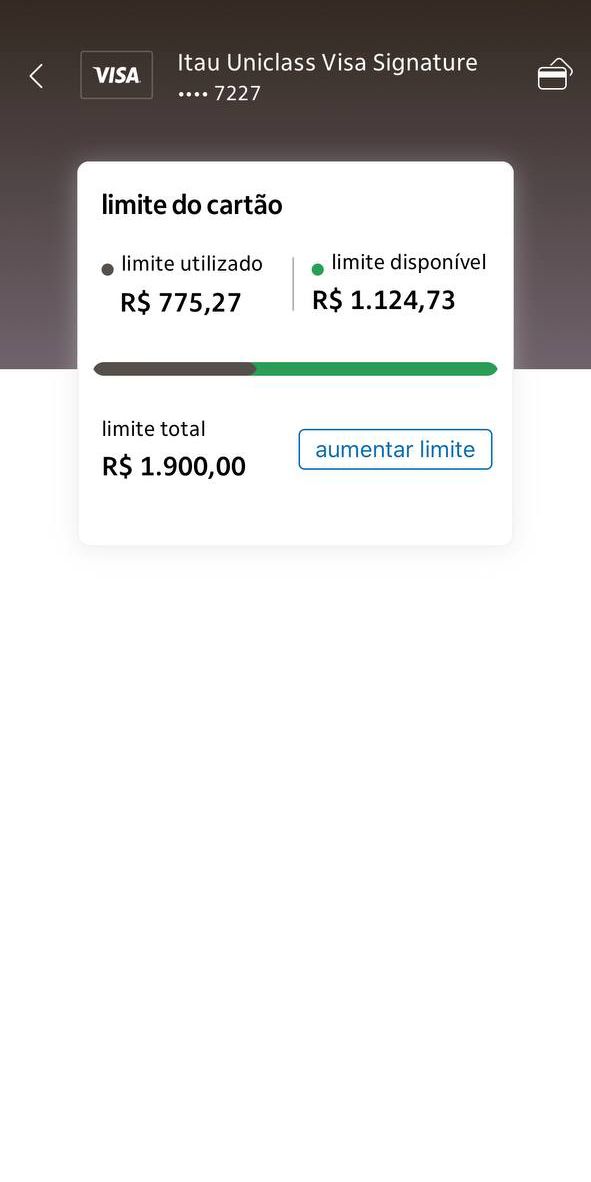 VISA
Itau Uniclass Visa Signature
•••• 7227
limite do cartão
limite utilizado
R$ 775,27
limite disponível
R$ 1.124,73
limite total
R$ 1.900,00
aumentar limite